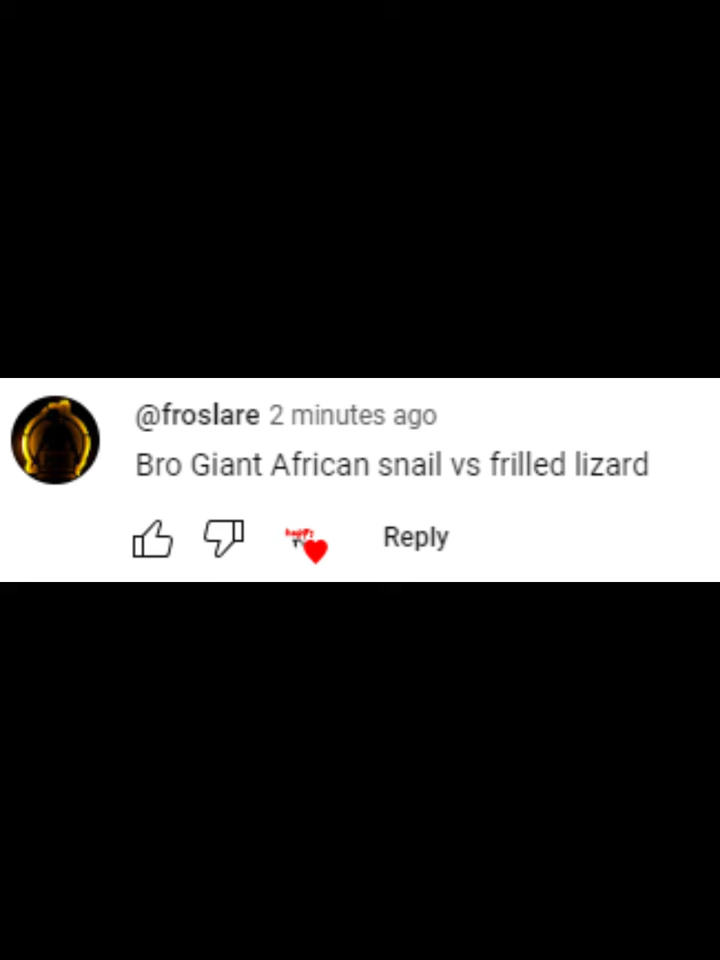 @froslare 2 minutes ago
Bro Giant African snail vs frilled lizard
Reply